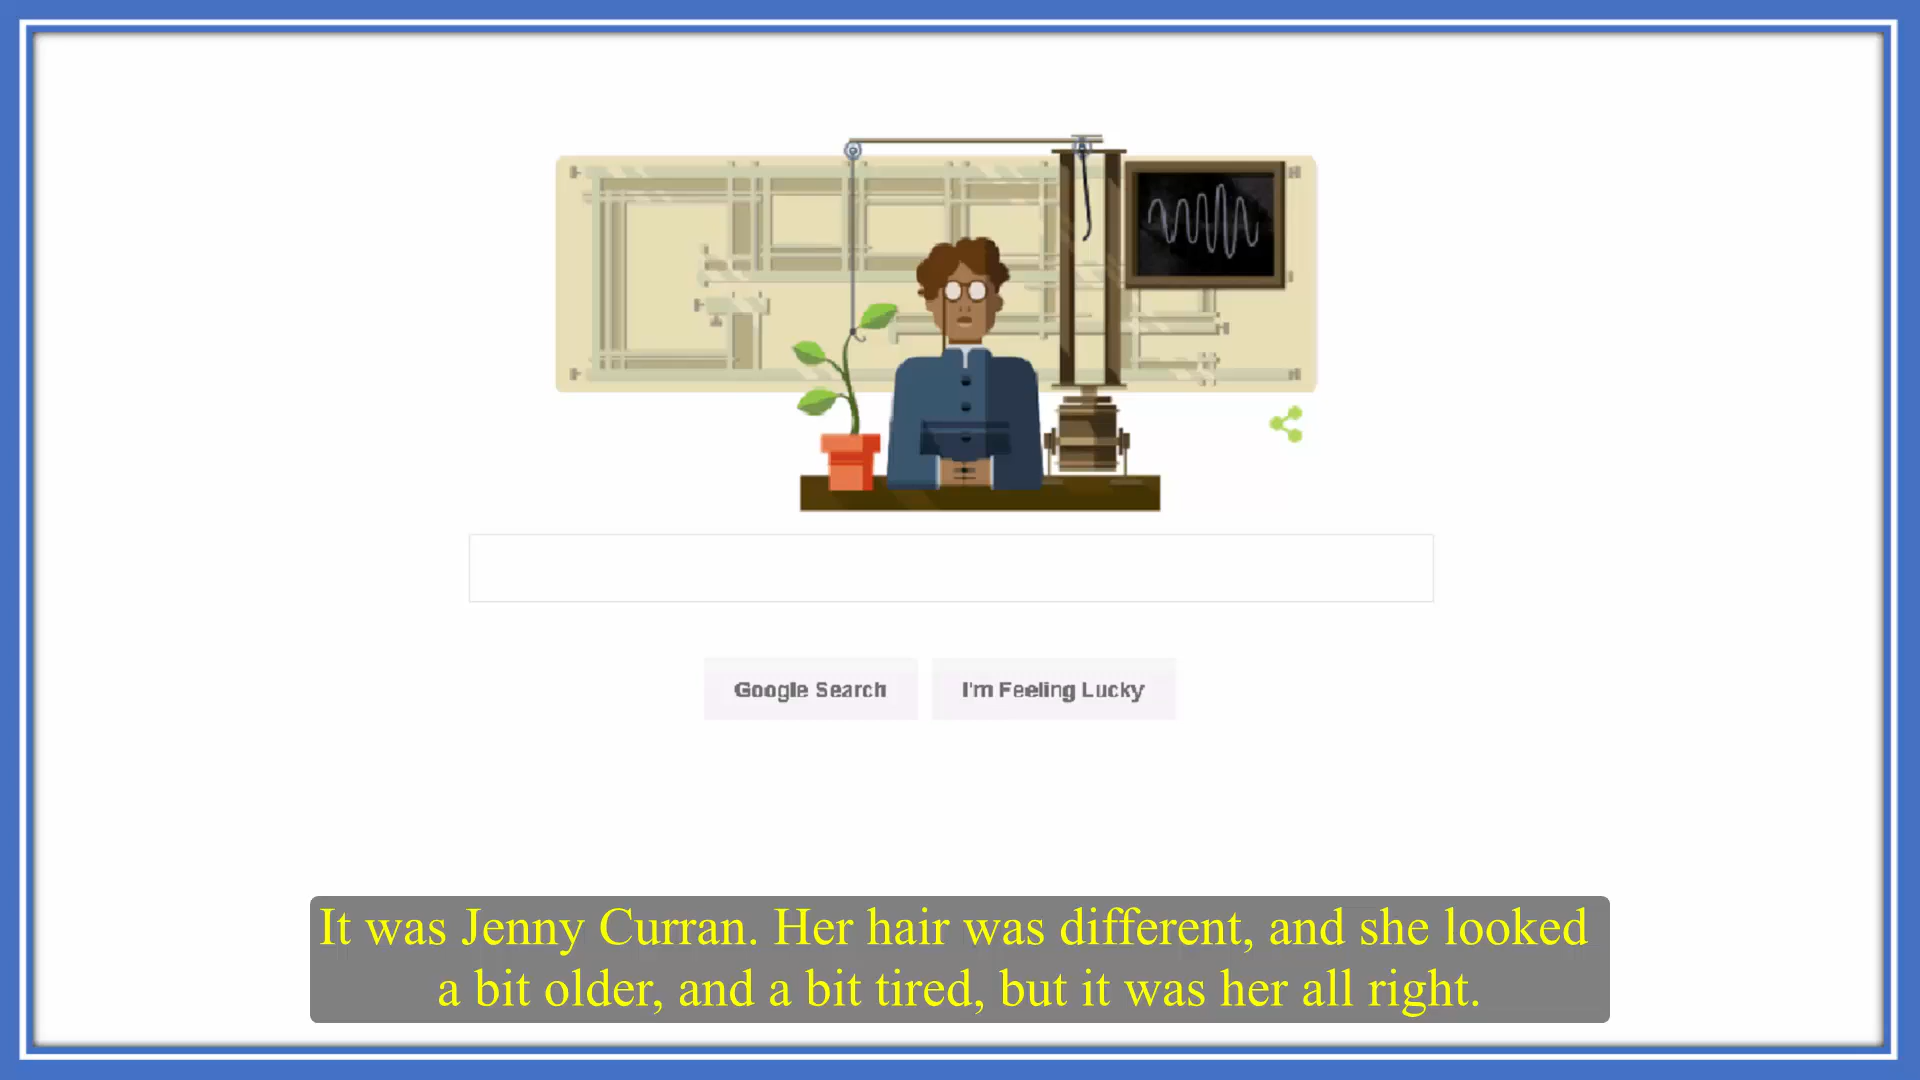 Google Search
I'm Feeling Lucky
It was Jenny Curran. Her hair was different, and she looked
a bit older, and a bit tired, but it was her all right.